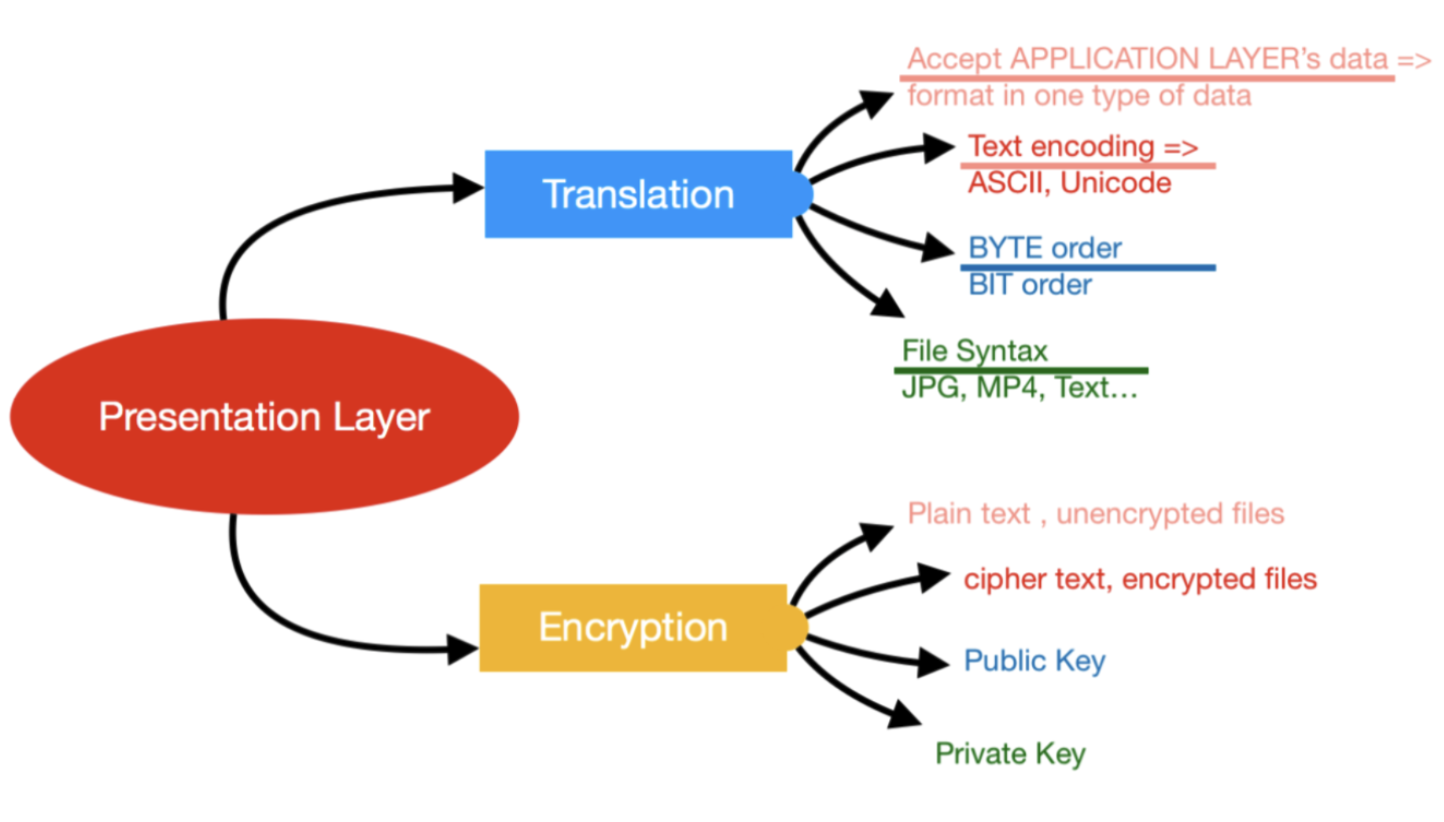 Accept APPLICATION LAYER’s data =>
format in one type of data
Text encoding =>
ASCII, Unicode
Translation
BYTE order
BIT order
File Syntax
JPG, MP4, Text…
Presentation Layer
Plain text , unencrypted files
cipher text, encrypted files
Encryption
Public Key
Private Key